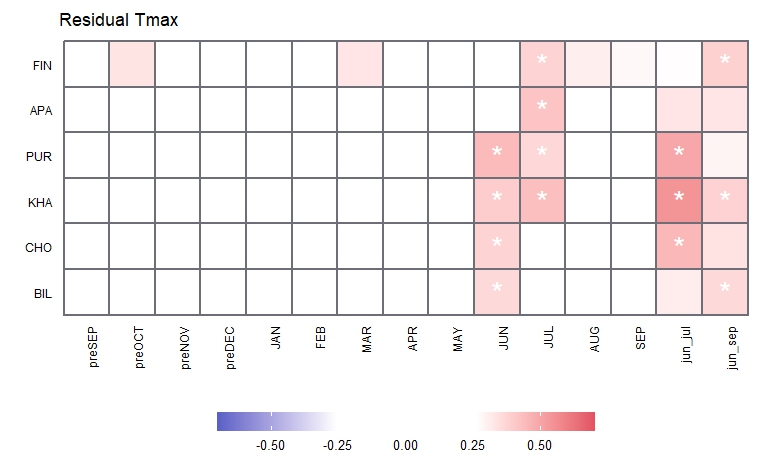 Residual Tmax
FIN * *
APA *
PUR * * *
KHA * * * *
CHO * *
BIL * *
preSEP preOCT preNOV preDEC JAN FEB MAR APR MAY JUN JUL AUG SEP jun_jul jun_sep
-0.50 -0.25 0.00 0.25 0.50